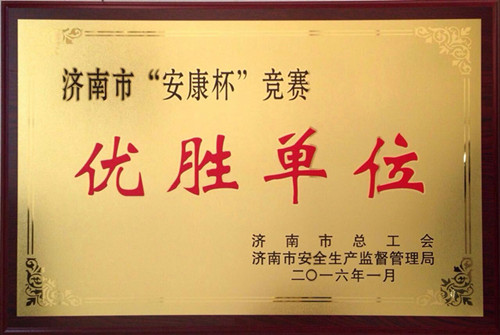 济南市“安康杯”竞赛
优胜单位
济南市总工会
济南市安全生产监督管理局
二〇一六年一月